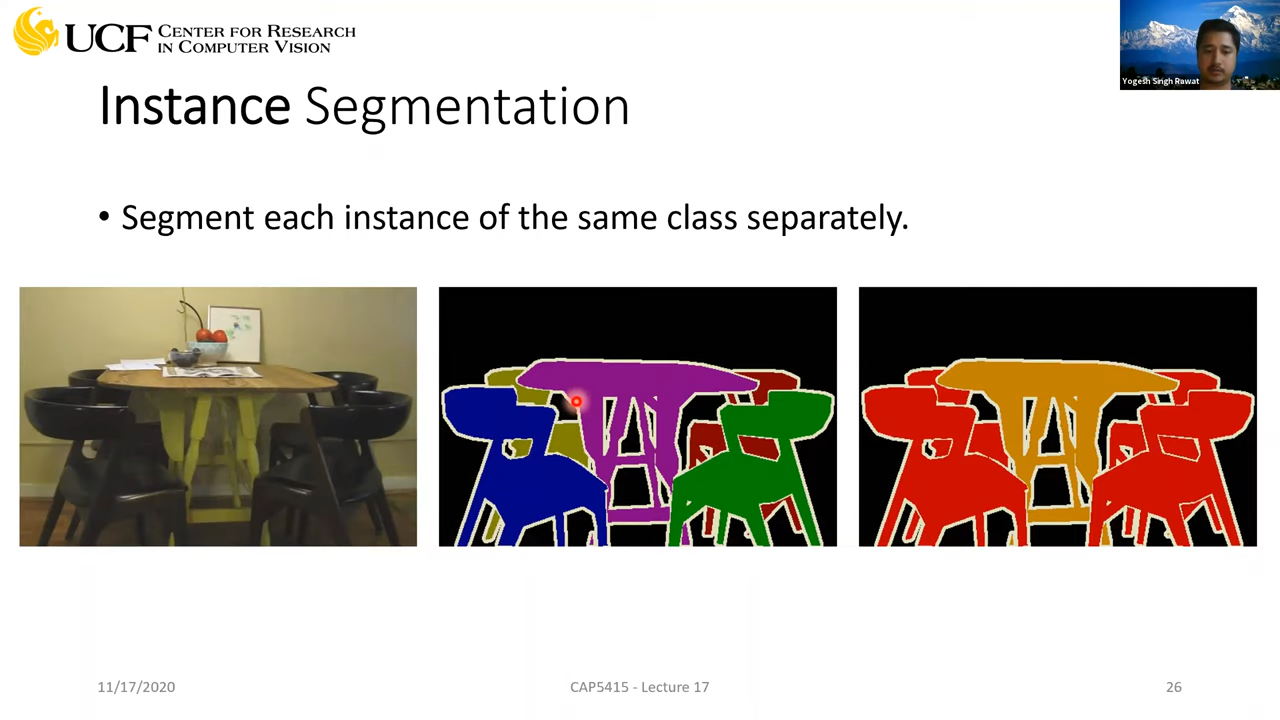 UCF CENTER FOR RESEARCH
IN COMPUTER VISION
Yogesh Singh Rawat
Instance Segmentation
• Segment each instance of the same class separately.
11/17/2020
CAP5415 - Lecture 17
26